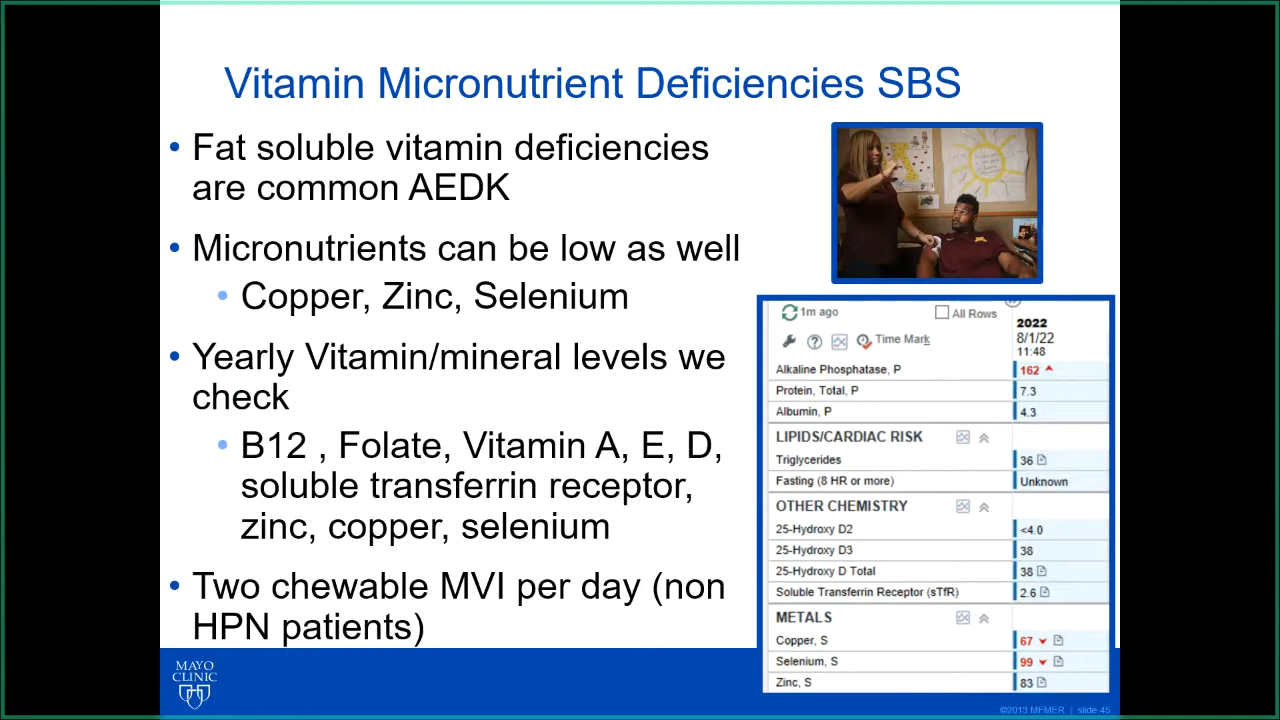 Vitamin Micronutrient Deficiencies SBS
• Fat soluble vitamin deficiencies
are common AEDK
• Micronutrients can be low as well
• Copper, Zinc, Selenium
• Yearly Vitamin/mineral levels we
check
• B12 , Folate, Vitamin A, E, D,
soluble transferrin receptor,
zinc, copper, selenium
• Two chewable MVI per day (non
HPN patients)
1m ago
All Rows
Time Mark
2022
8/1/22
11:48
Alkaline Phosphatase, P 162
Protein, Total, P 7.3
Albumin, P 4.3
LIPIDS/CARDIAC RISK
Triglycerides 36
Fasting (8 HR or more) Unknown
OTHER CHEMISTRY
25-Hydroxy D2 <4.0
25-Hydroxy D3 38
25-Hydroxy D Total 38
Soluble Transferrin Receptor (sTfR) 2.6
METALS
Copper, S 67
Selenium, S 99
Zinc, S 83
MAYO
CLINIC
©2013 MFMER | slide-45